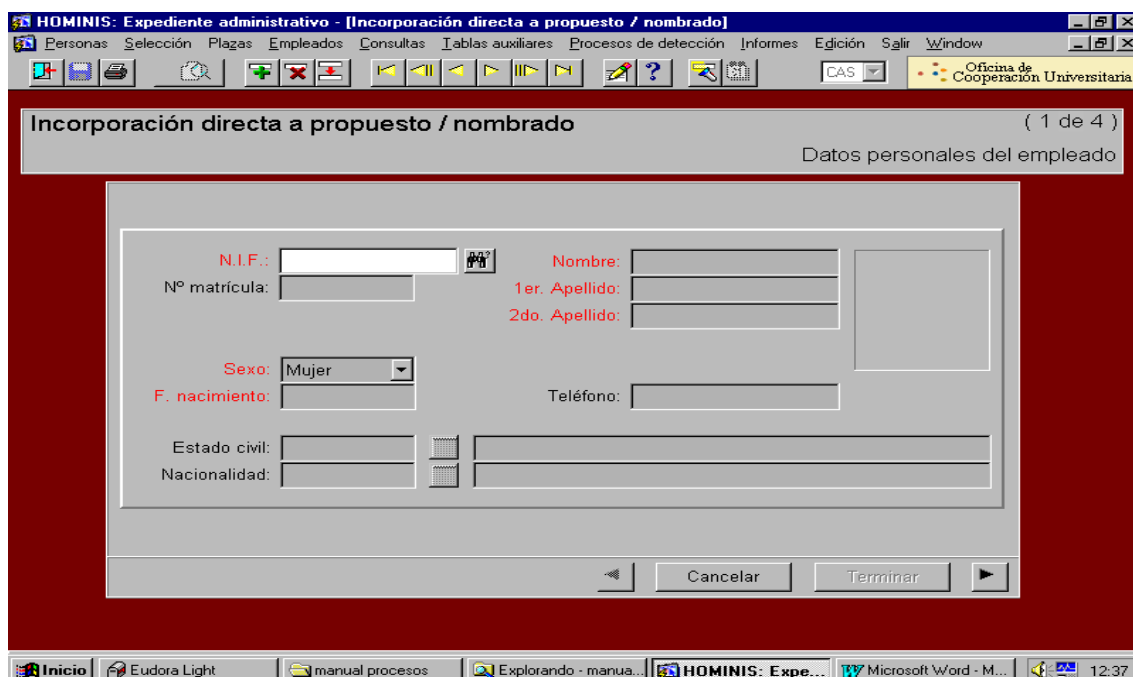 HOMINIS: Expediente administrativo - [Incorporación directa a propuesto / nombrado]
Personas Selección Plazas Empleados Consultas Tablas auxiliares Procesos de detección Informes Edición Salir Window
CAS
Oficina de
Cooperación Universitaria
Incorporación directa a propuesto / nombrado ( 1 de 4 )
Datos personales del empleado
N.I.F.: Nombre:
Nº matrícula: 1er. Apellido:
2do. Apellido:
Sexo: Mujer
F. nacimiento: Teléfono:
Estado civil:
Nacionalidad:
Cancelar Terminar
Inicio Eudora Light manual procesos Explorando - manua... HOMINIS: Expe... Microsoft Word - M... 12:37